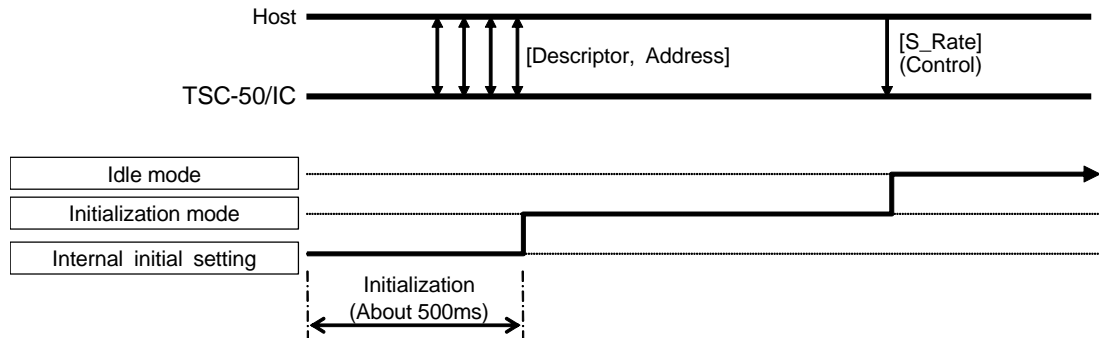 Host
[Descriptor, Address]
[S_Rate]
(Control)
TSC-50/IC
Idle mode
Initialization mode
Internal initial setting
Initialization
(About 500ms)